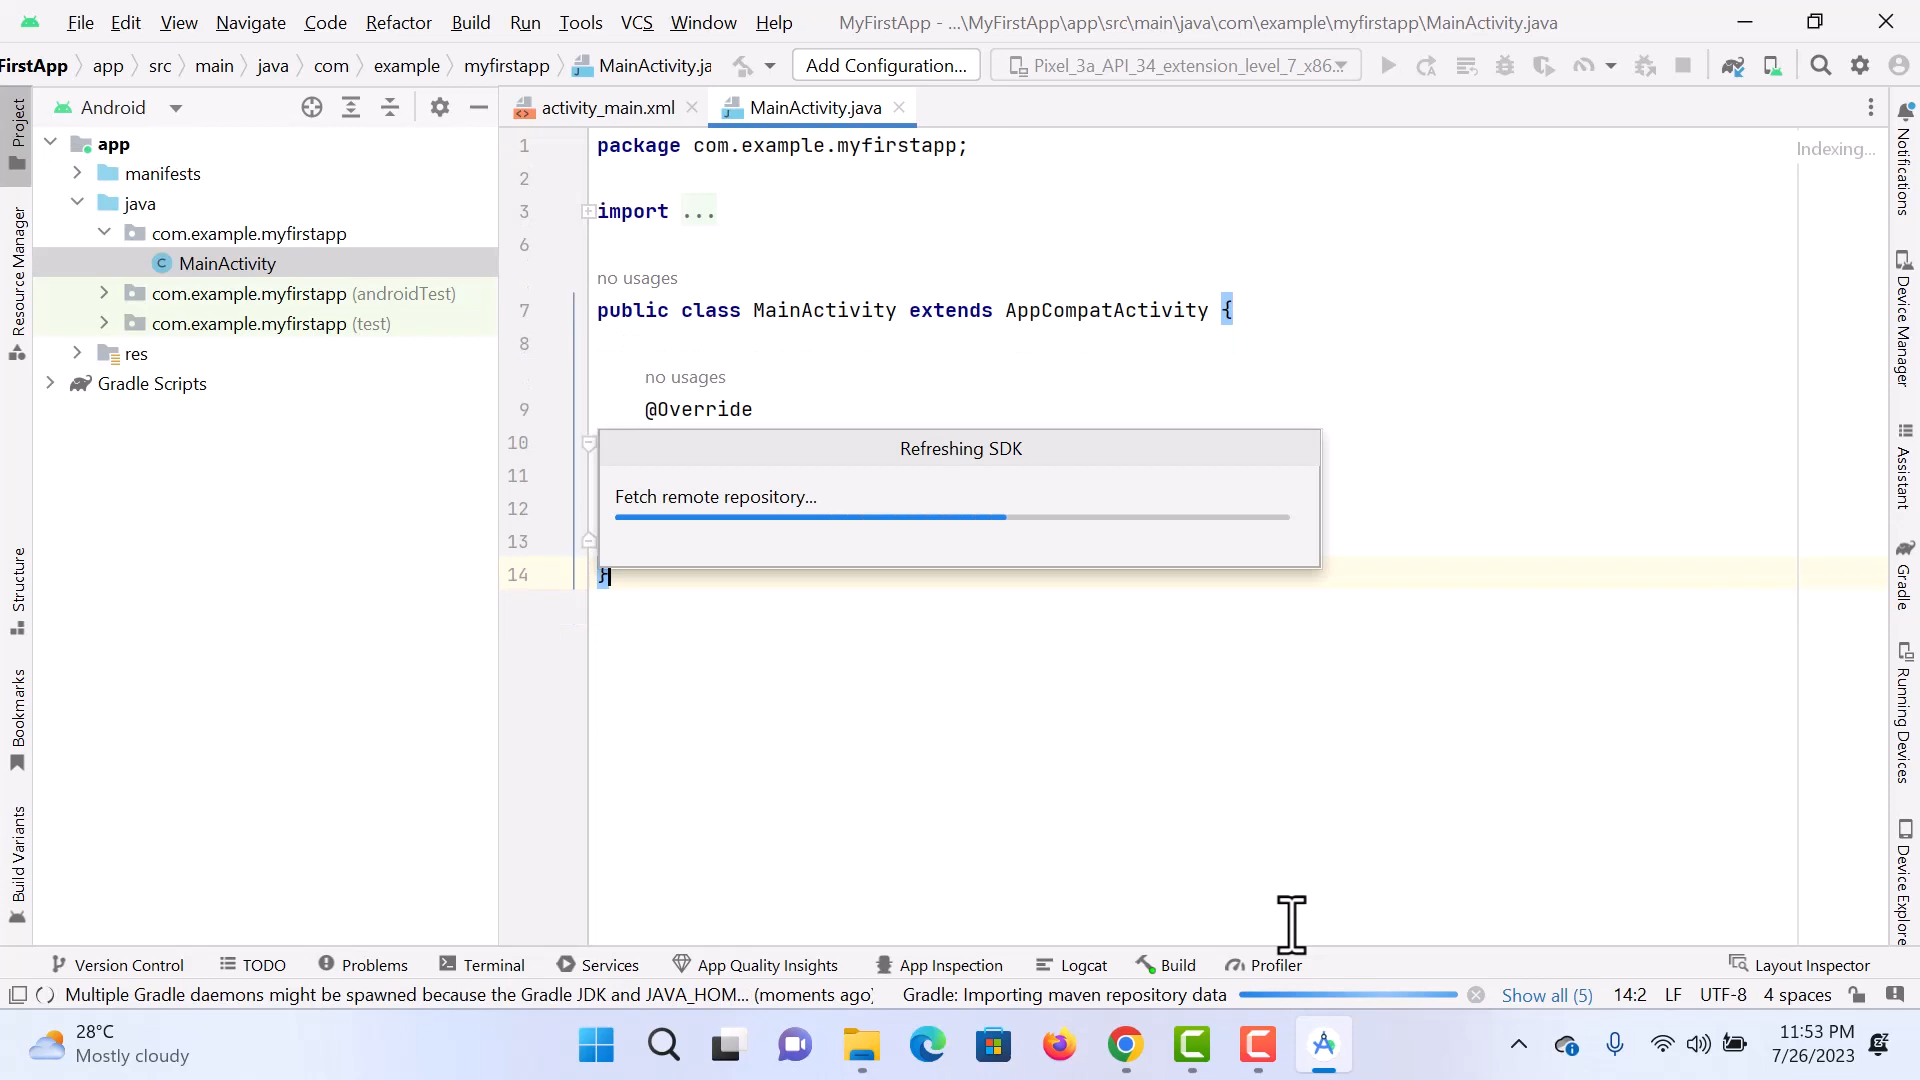 File Edit View Navigate Code Refactor Build Run Tools VCS Window Help MyFirstApp - ...\MyFirstApp\app\src\main\java\com\example\myfirstapp\MainActivity.java
FirstApp app src main java com example myfirstapp MainActivity.ja Add Configuration... Pixel_3a_API_34_extension_level_7_x86...
Android
activity_main.xml MainActivity.java
app
manifests
java
com.example.myfirstapp
C MainActivity
com.example.myfirstapp (androidTest)
com.example.myfirstapp (test)
res
Gradle Scripts
Project
Resource Manager
Structure
Bookmarks
Build Variants
1 package com.example.myfirstapp;
2
3 import ...
6
no usages
7 public class MainActivity extends AppCompatActivity {
8
no usages
9 @Override
10
11
12
13
14 }
Indexing...
Refreshing SDK
Fetch remote repository...
Notifications
Device Manager
Assistant
Gradle
Running Devices
Device Explore
Version Control TODO Problems Terminal Services App Quality Insights App Inspection Logcat Build Profiler Layout Inspector
Multiple Gradle daemons might be spawned because the Gradle JDK and JAVA_HOM... (moments ago) Gradle: Importing maven repository data Show all (5) 14:2 LF UTF-8 4 spaces
28°C
Mostly cloudy
11:53 PM
7/26/2023